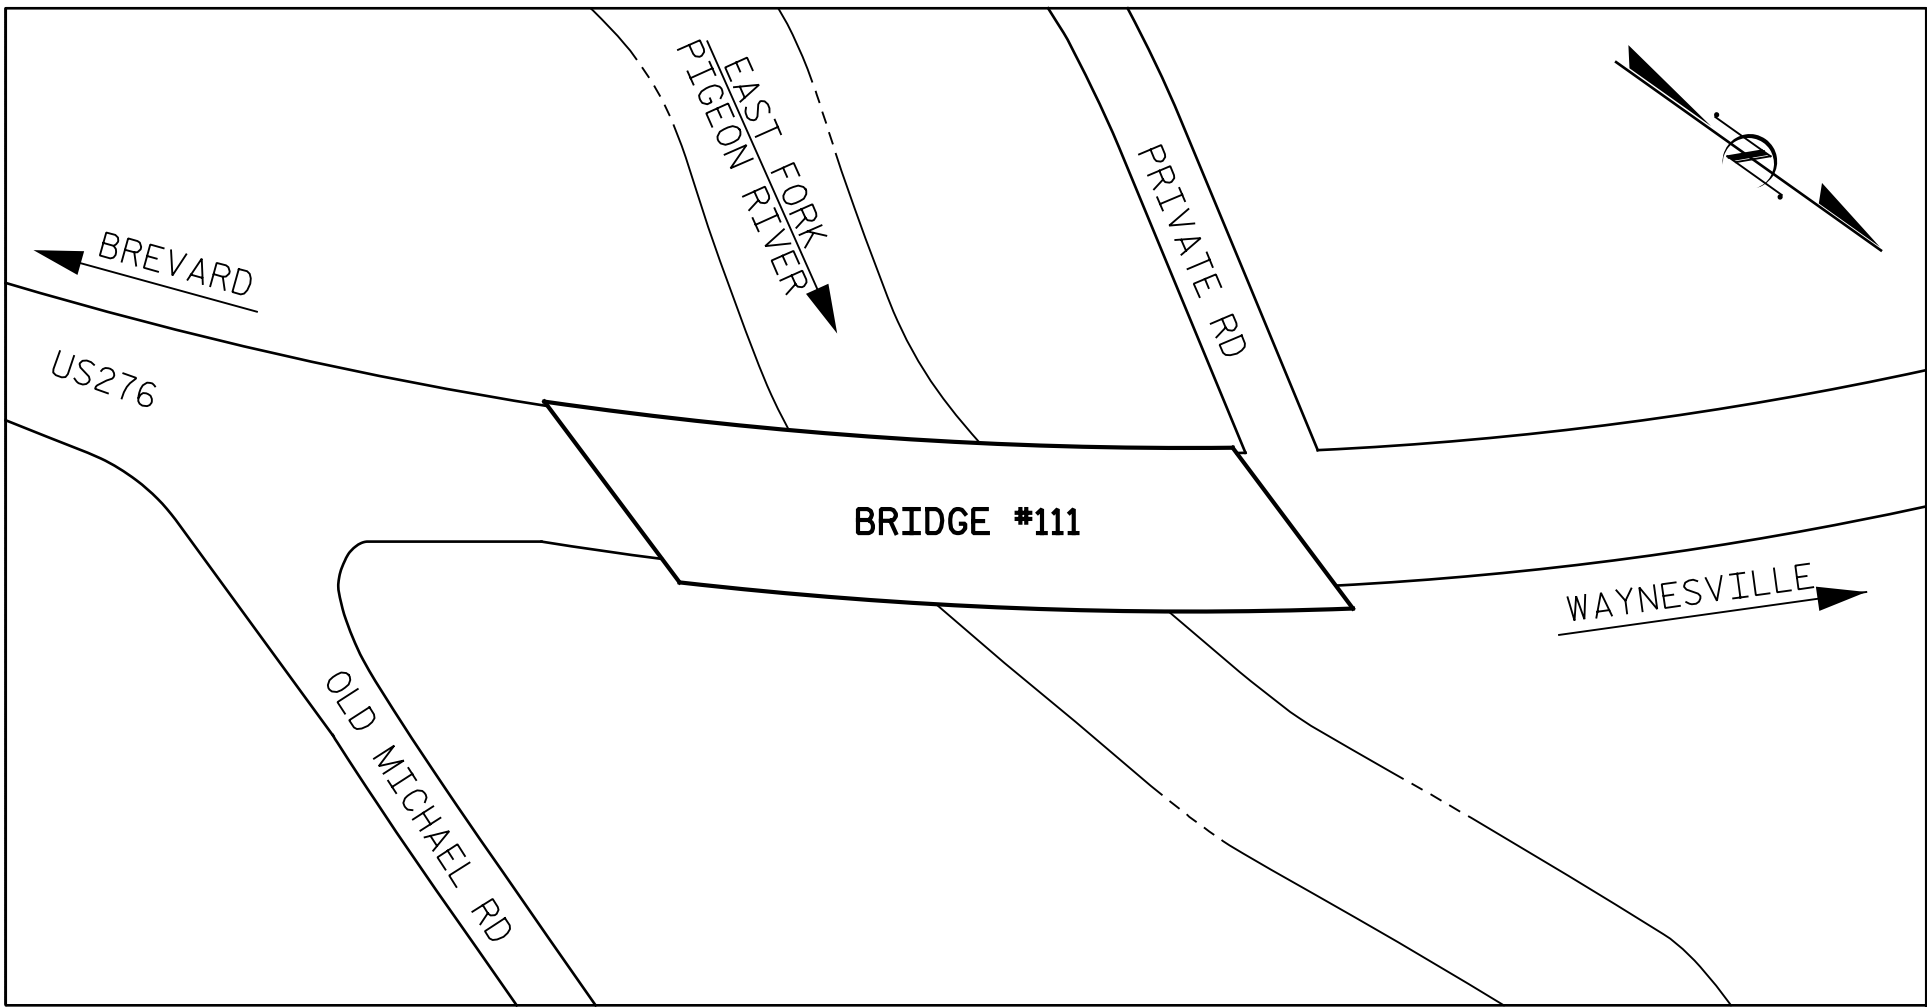 EAST FORK
PIGEON RIVER
PRIVATE RD
N
BREVARD
US276
BRIDGE #111
WAYNESVILLE
OLD MICHAEL RD